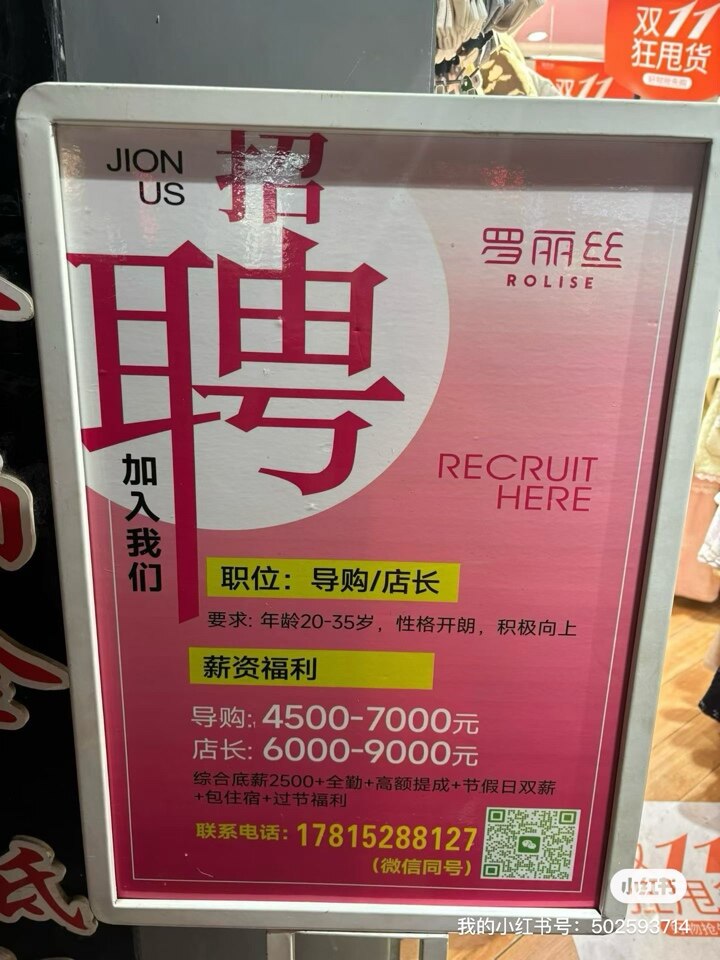 双11
狂甩货
双11
JION
US
招
聘
罗丽丝
ROLISE
加入我们
RECRUIT
HERE
职位：导购/店长
要求: 年龄20-35岁，性格开朗，积极向上
薪资福利
导购: 4500-7000元
店长: 6000-9000元
综合底薪2500+全勤+高额提成+节假日双薪
+包住宿+过节福利
联系电话: 17815288127
（微信同号）
小红书
我的小红书号：502593714